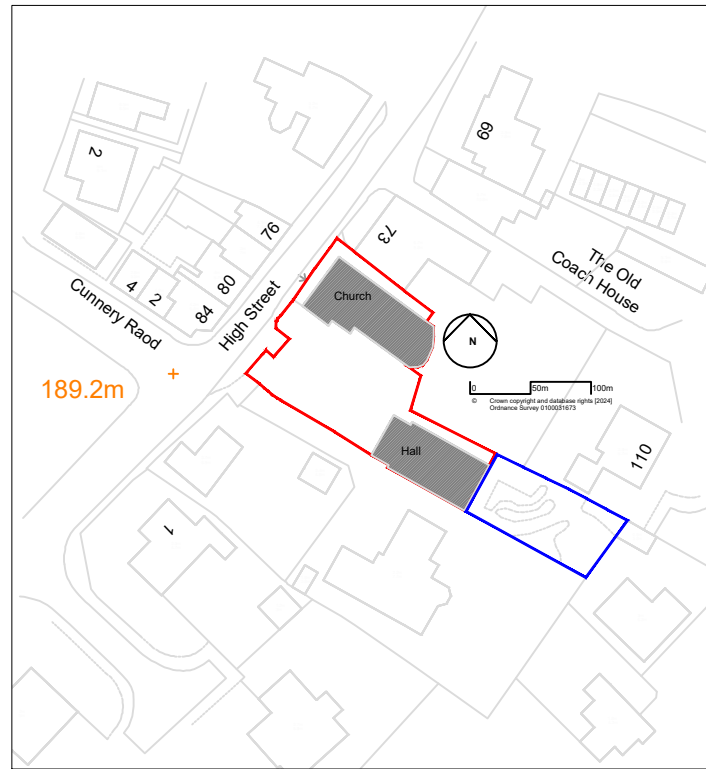 2
69
76
73
The Old
Coach House
80
84
High Street
4
2
Cunnery Raod
Church
N
189.2m
0 50m 100m
© Crown copyright and database rights [2024]
Ordnance Survey 0100031673
Hall
110
1